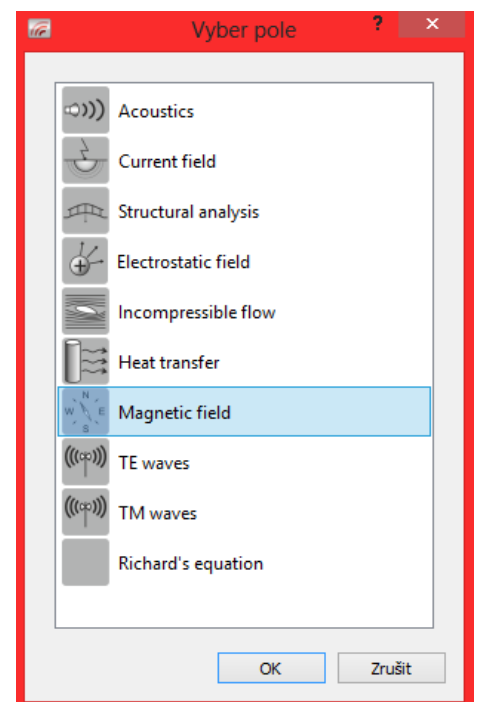 Vyber pole
?
×
Acoustics
Current field
Structural analysis
Electrostatic field
Incompressible flow
Heat transfer
N
W E
S
Magnetic field
TE waves
TM waves
Richard's equation
OK Zrušit